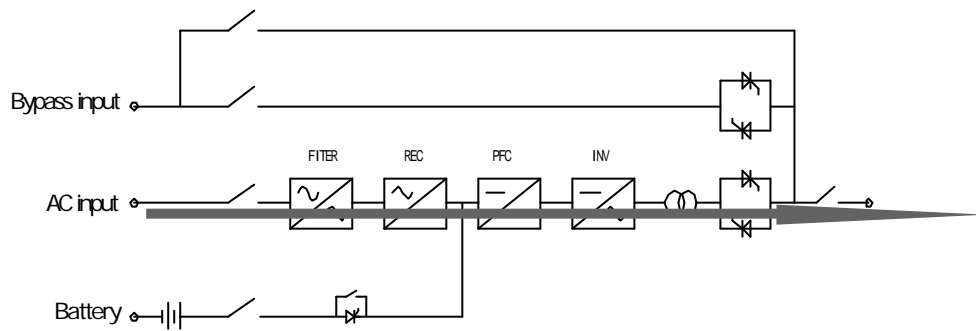 Bypass input
FITER REC PFC INV
AC input
Battery